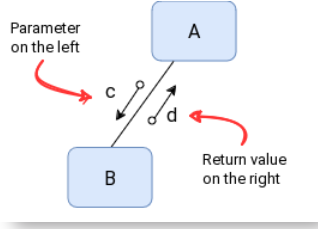 Parameter
on the left
A
c
d
Return value
on the right
B